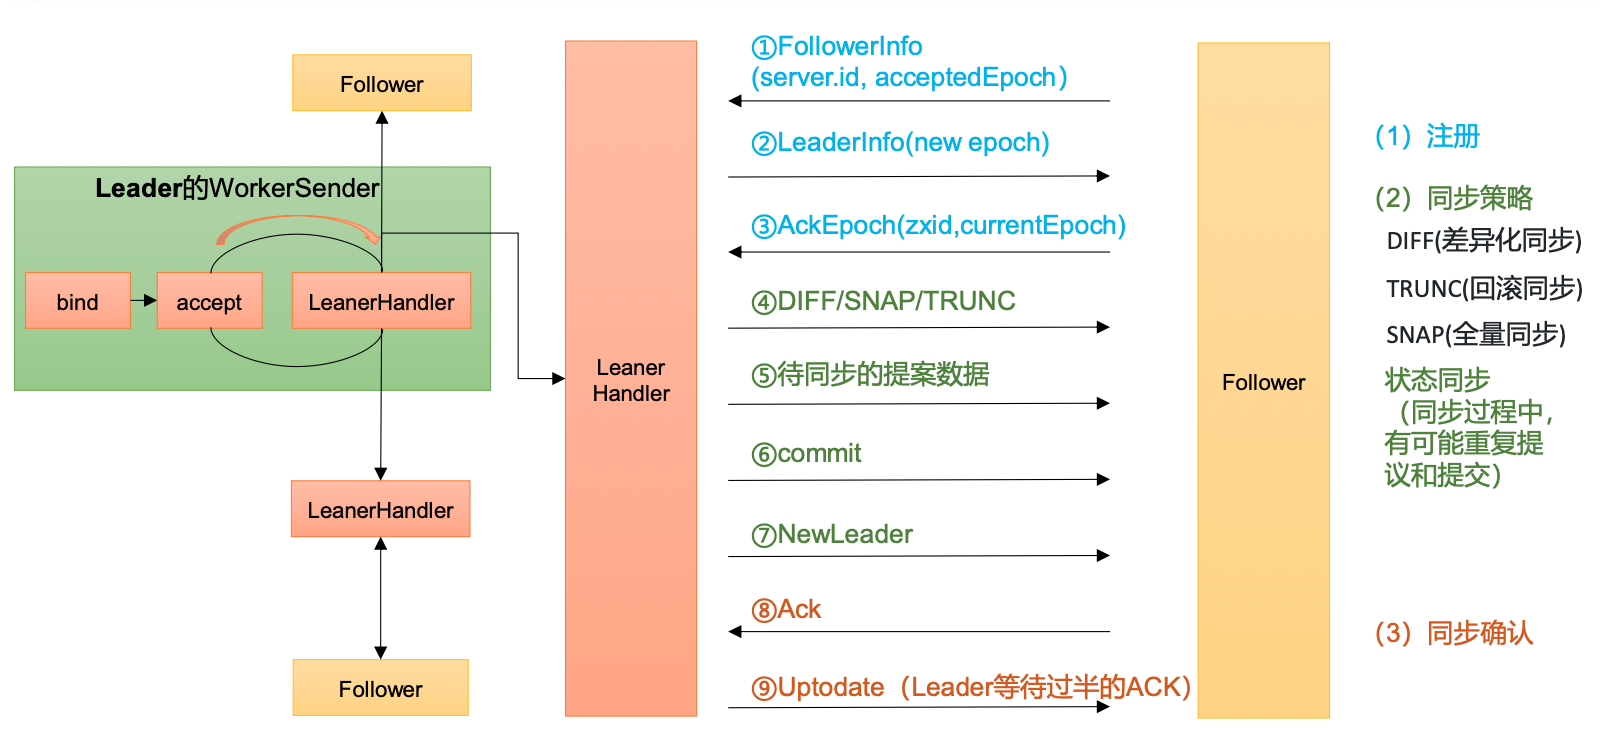 Follower
Leader的WorkerSender
bind
accept
LeanerHandler
LeanerHandler
Follower
Leaner
Handler
①FollowerInfo
(server.id, acceptedEpoch）
②LeaderInfo(new epoch)
③AckEpoch(zxid,currentEpoch)
④DIFF/SNAP/TRUNC
⑤待同步的提案数据
⑥commit
⑦NewLeader
⑧Ack
⑨Uptodate（Leader等待过半的ACK）
Follower
（1）注册
（2）同步策略
DIFF(差异化同步)
TRUNC(回滚同步)
SNAP(全量同步)
状态同步
（同步过程中，
有可能重复提
议和提交）
（3）同步确认